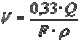 V = 0,33·Q / F·ρ